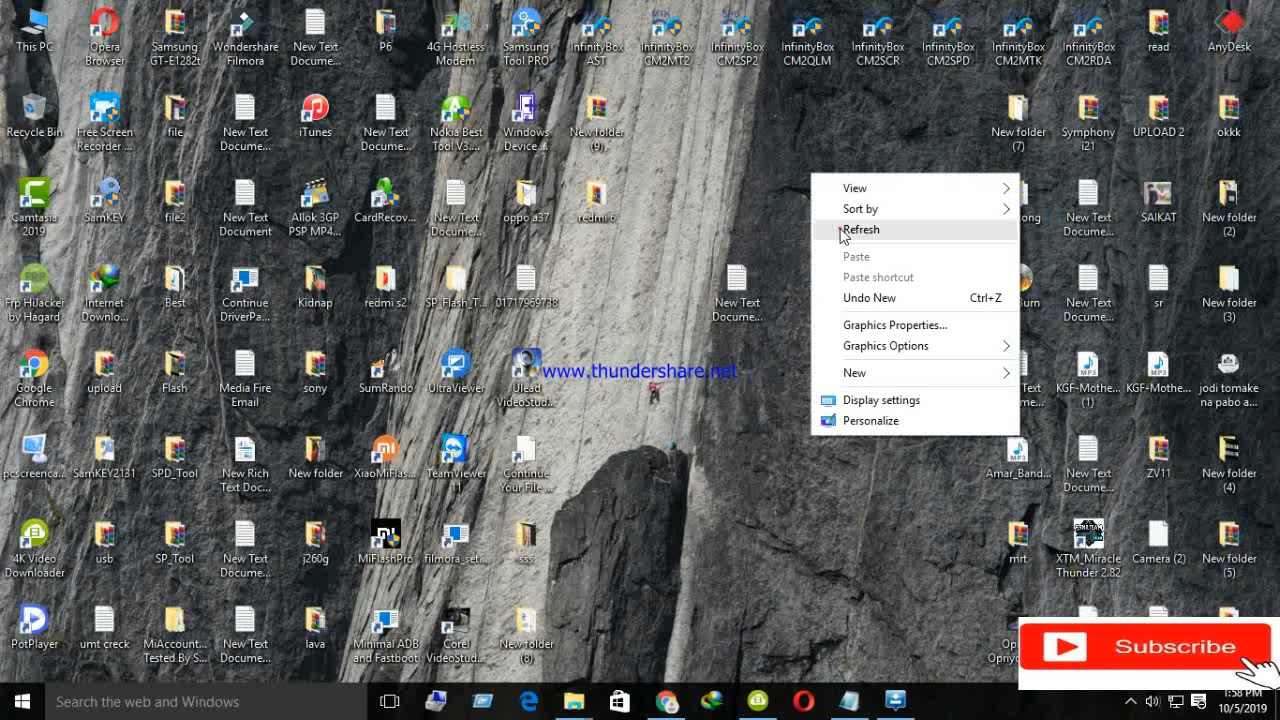 This PC
Opera
Browser
Samsung
GT-E1282t
Wondershare
Filmora
New Text
Docume...
P6
4G Hostless
Modem
Samsung
Tool PRO
InfinityBox
AST
MTK
InfinityBox
CM2MT2
SPD
InfinityBox
CM2SP2
InfinityBox
CM2QLM
InfinityBox
CM2SCR
InfinityBox
CM2SPD
InfinityBox
CM2MTK
InfinityBox
CM2RDA
read
AnyDesk
Recycle Bin
Free Screen
Recorder ...
file
New Text
Docume...
iTunes
New Text
Docume...
Nokia Best
Tool V3....
Windows
Device ...
New folder
(9)
New folder
(7)
Symphony
i21
UPLOAD 2
okkk
Camtasia
2019
SamKEY
file2
New Text
Document
Allok 3GP
PSP MP4...
CardRecov...
New Text
Docume...
oppo a37
redmi 6
New Text
Docume...
SAIKAT
New folder
(2)
Frp HiJacker
by Hagard
Internet
Downlo...
Best
Continue
DriverPa...
Kidnap
redmi s2
SP_Flash_T...
01717969738
New Text
Docume...
New Text
Docume...
sr
New folder
(3)
View
Sort by
Refresh
Paste
Paste shortcut
Undo New Ctrl+Z
Graphics Properties...
Graphics Options
New
Display settings
Personalize
www.thundershare.net
Google
Chrome
upload
Flash
Media Fire
Email
sony
SumRando
UltraViewer
Ulead
VideoStud...
KGF-Mothe...
(1)
KGF-Mothe...
jodi tomake
na pabo a...
pcscreenca...
SamKEY2131
SPD_Tool
New Rich
Text Doc...
New folder
XiaoMiFlas...
TeamViewer
11
Continue
Your File ...
Amar_Band...
New Text
Docume...
ZV11
New folder
(4)
4K Video
Downloader
usb
SP_Tool
New Text
Docume...
j260g
MiFlashPro
filmora_set...
sss
mrt
XTM_Miracle
Thunder 2.82
Camera (2)
New folder
(5)
PotPlayer
umt creck
MiAccount...
Tested By S...
New Text
Docume...
lava
Minimal ADB
and Fastboot
Corel
VideoStud...
New folder
(8)
Subscribe
Search the web and Windows
1:58 PM
10/5/2019